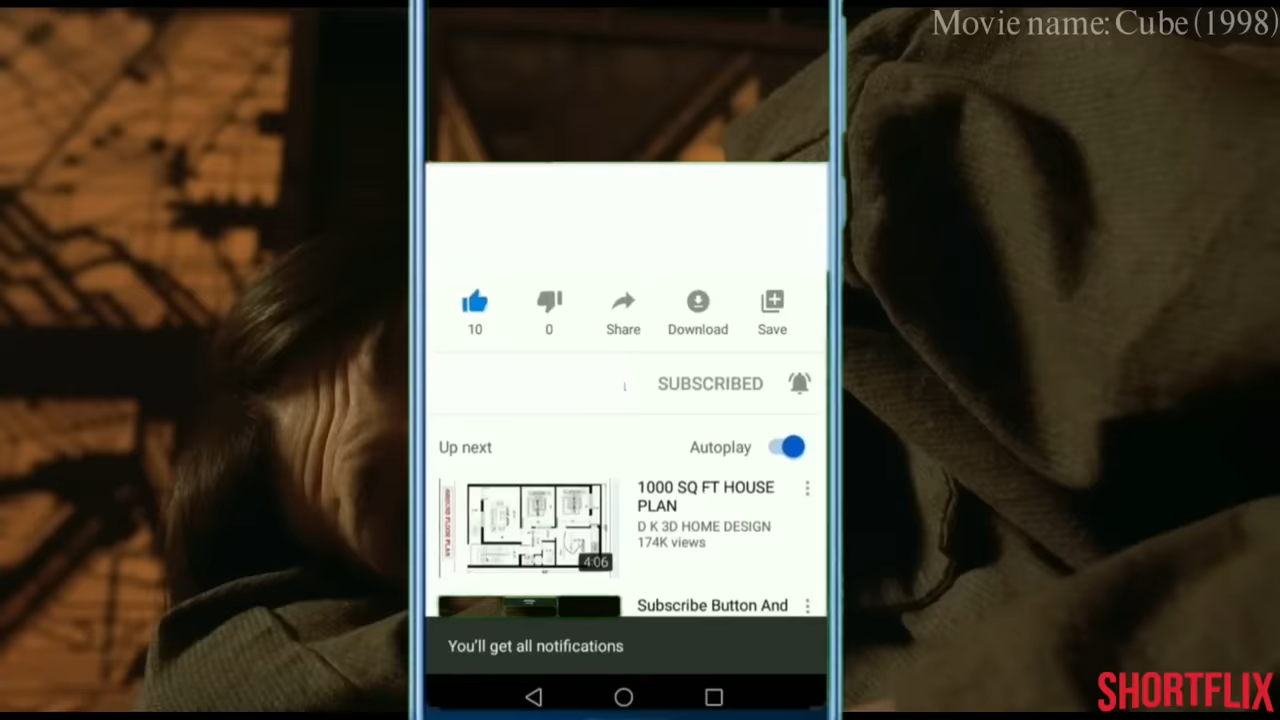 Movie name: Cube (1998)
10
0
Share
Download
Save
SUBSCRIBED
Up next
Autoplay
1000 SQ FT HOUSE
PLAN
D K 3D HOME DESIGN
174K views
4:06
Subscribe Button And
You'll get all notifications
SHORTFLIX